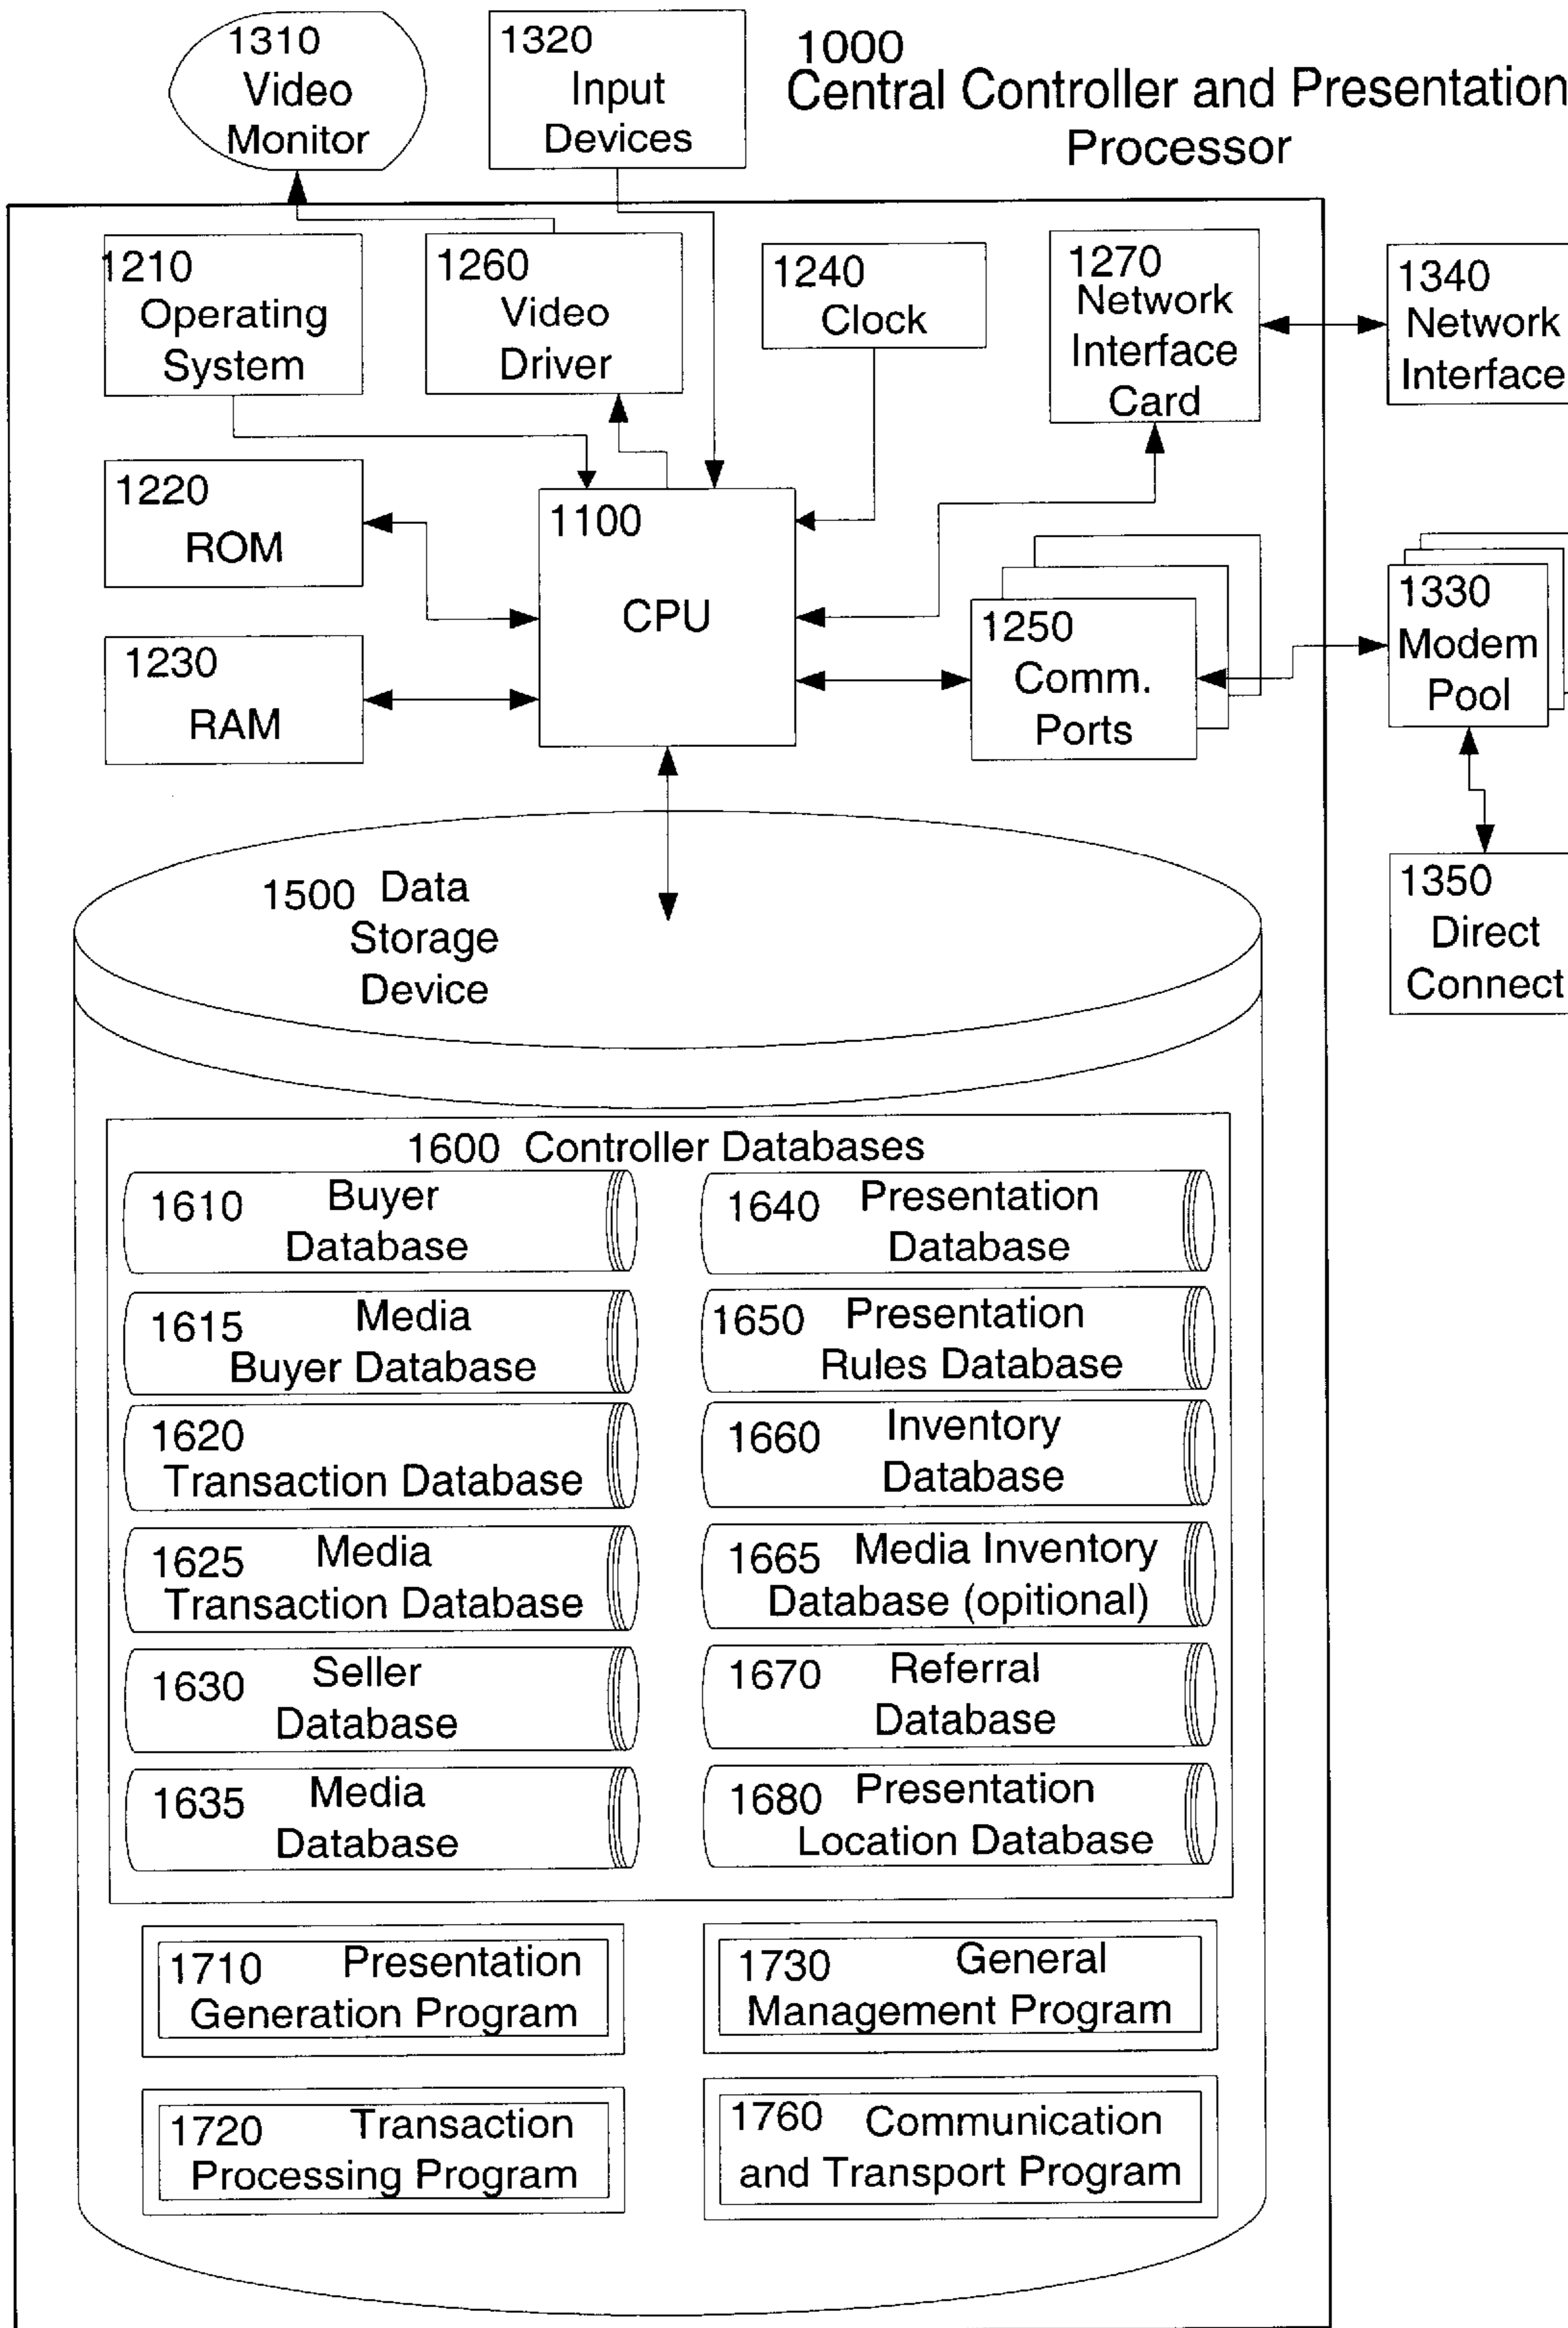 1310
Video
Monitor
1320
Input
Devices
1000
Central Controller and Presentation
Processor
1210
Operating
System
1260
Video
Driver
1240
Clock
1270
Network
Interface
Card
1340
Network
Interface
1220
ROM
1100
CPU
1230
RAM
1250
Comm.
Ports
1330
Modem
Pool
1350
Direct
Connect
1500 Data
Storage
Device
1600 Controller Databases
1610 Buyer
Database
1640 Presentation
Database
1615 Media
Buyer Database
1650 Presentation
Rules Database
1620
Transaction Database
1660 Inventory
Database
1625 Media
Transaction Database
1665 Media Inventory
Database (opitional)
1630 Seller
Database
1670 Referral
Database
1635 Media
Database
1680 Presentation
Location Database
1710 Presentation
Generation Program
1730 General
Management Program
1720 Transaction
Processing Program
1760 Communication
and Transport Program